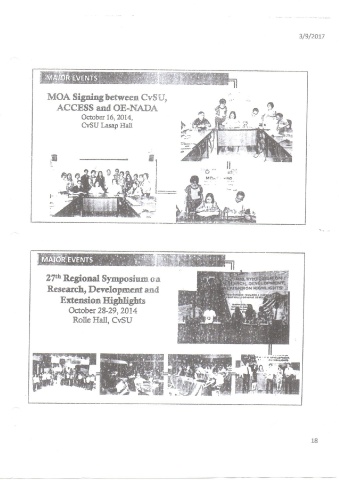 3/9/2017
MAJOR EVENTS
MOA Signing between CvSU,
ACCESS and OE-NADA
October 16, 2014,
CvSU Lasap Hall
MAJOR EVENTS
27th Regional Symposium on
Research, Development and
Extension Highlights
October 28-29, 2014
Rolle Hall, CvSU
18